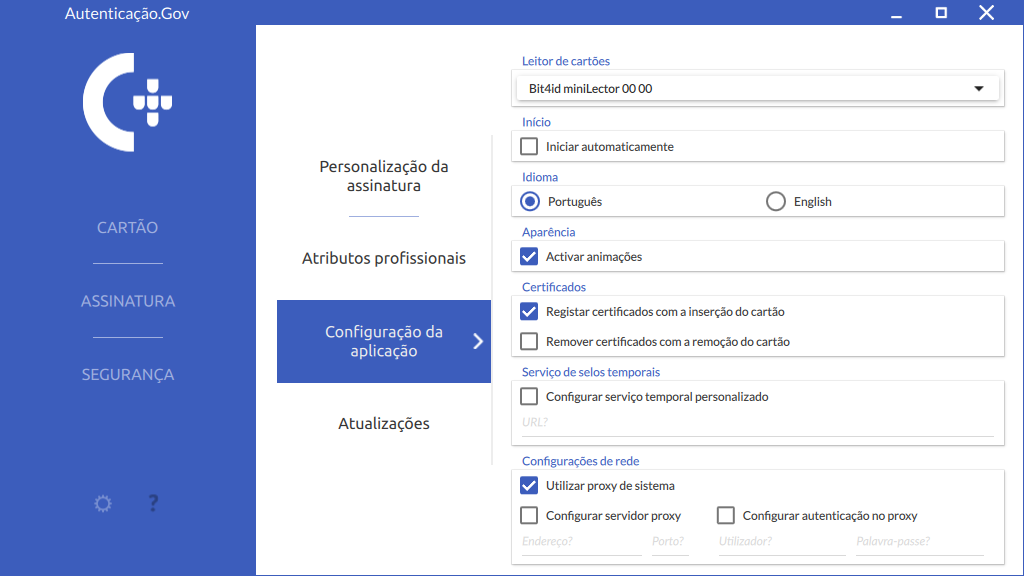 Autenticação.Gov
CARTÃO
ASSINATURA
SEGURANÇA
?
Personalização da
assinatura
Atributos profissionais
Configuração da
aplicação
Atualizações
Leitor de cartões
Bit4id miniLector 00 00
Início
Iniciar automaticamente
Idioma
Português English
Aparência
Activar animações
Certificados
Registar certificados com a inserção do cartão
Remover certificados com a remoção do cartão
Serviço de selos temporais
Configurar serviço temporal personalizado
URL?
Configurações de rede
Utilizar proxy de sistema
Configurar servidor proxy Configurar autenticação no proxy
Endereço? Porto? Utilizador? Palavra-passe?